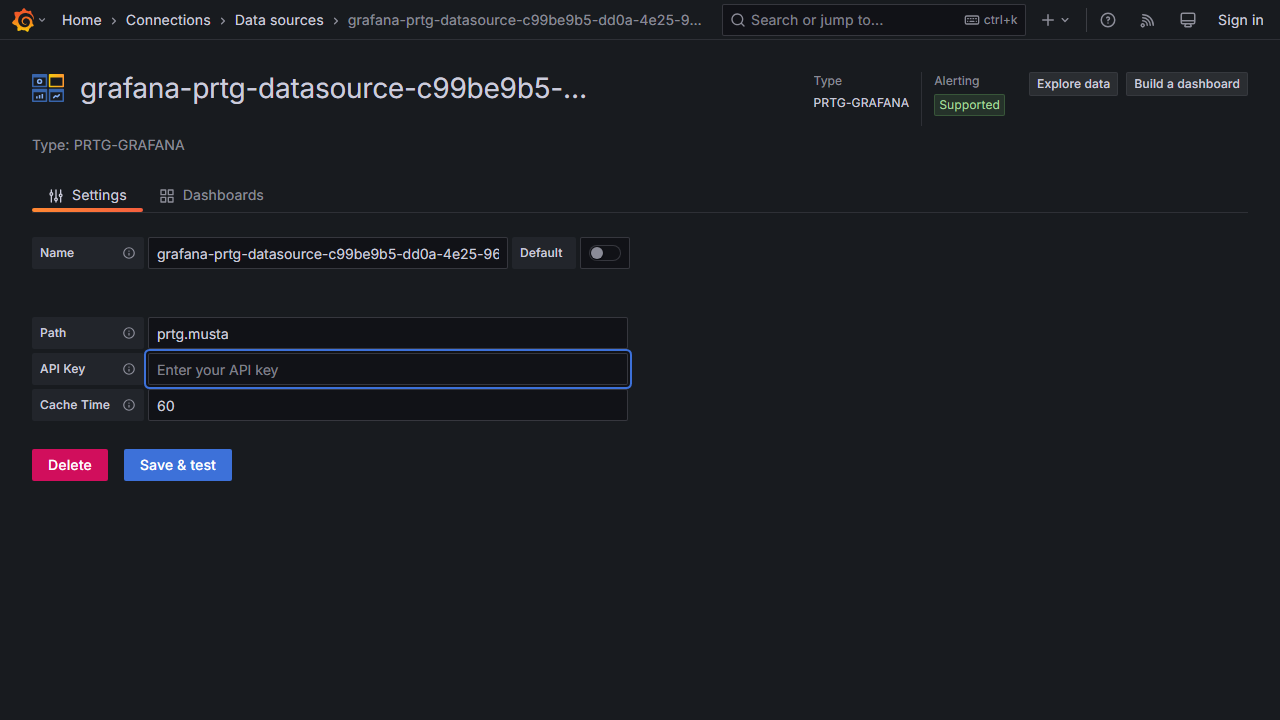 Home > Connections > Data sources > grafana-prtg-datasource-c99be9b5-dd0a-4e25-9...
Search or jump to...
ctrl+k
Sign in
grafana-prtg-datasource-c99be9b5-...
Type
PRTG-GRAFANA
Alerting
Supported
Explore data
Build a dashboard
Type: PRTG-GRAFANA
Settings
Dashboards
Name
grafana-prtg-datasource-c99be9b5-dd0a-4e25-96
Default
Path
prtg.musta
API Key
Enter your API key
Cache Time
60
Delete
Save & test